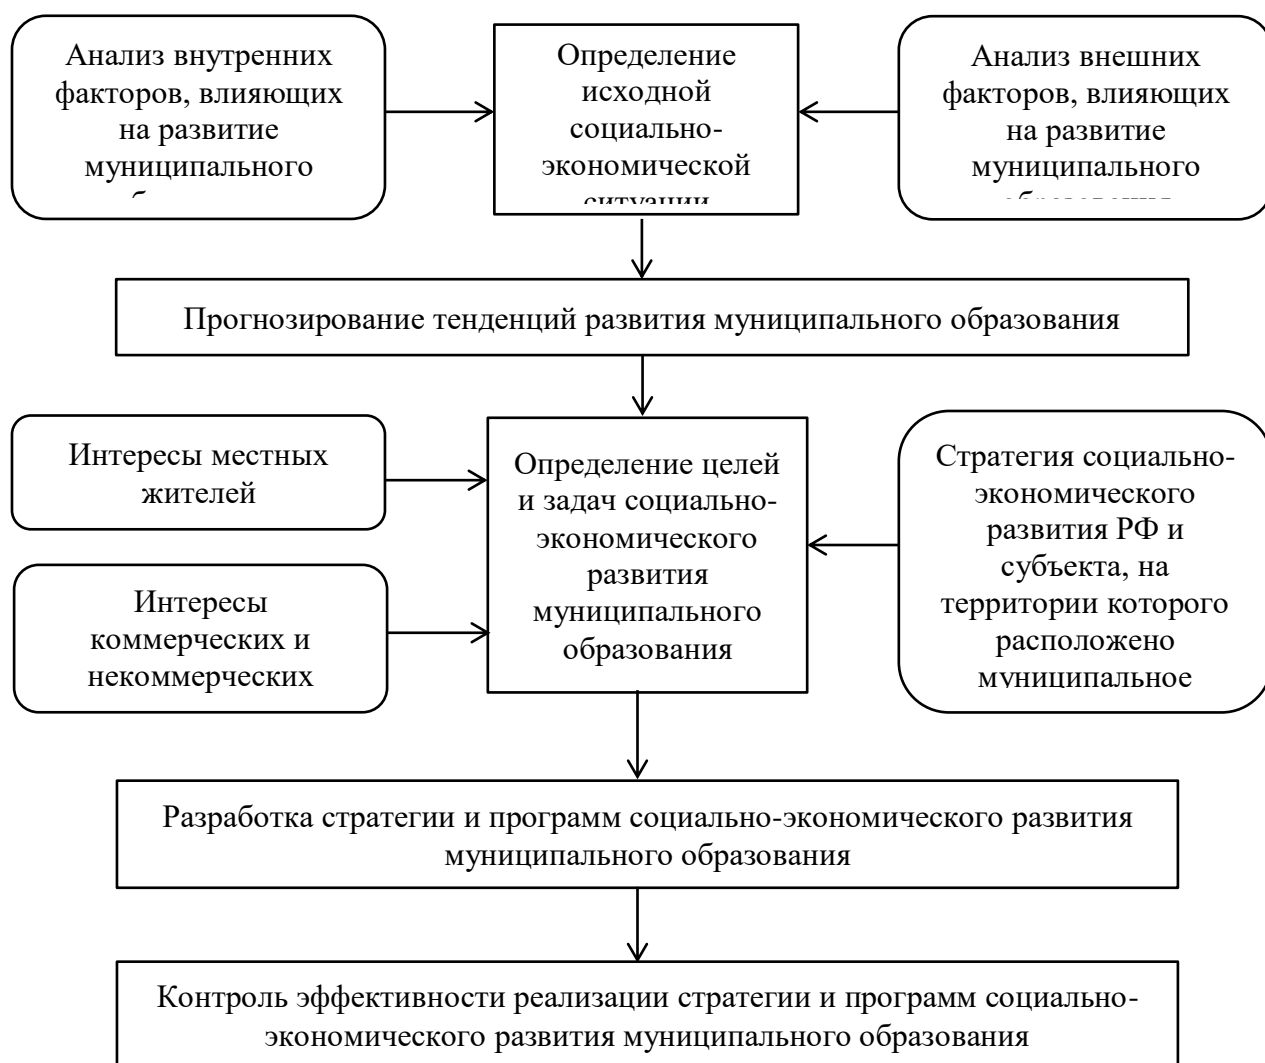 Анализ внутренних
факторов, влияющих
на развитие
муниципального
Определение
исходной
социально-
экономической
ситуации
Анализ внешних
факторов, влияющих
на развитие
муниципального
образования
Прогнозирование тенденций развития муниципального образования
Интересы местных
жителей
Интересы
коммерческих и
некоммерческих
Определение целей
и задач социально-
экономического
развития
муниципального
образования
Стратегия социально-
экономического
развития РФ и
субъекта, на
территории которого
расположено
муниципальное
Разработка стратегии и программ социально-экономического развития
муниципального образования
Контроль эффективности реализации стратегии и программ социально-
экономического развития муниципального образования